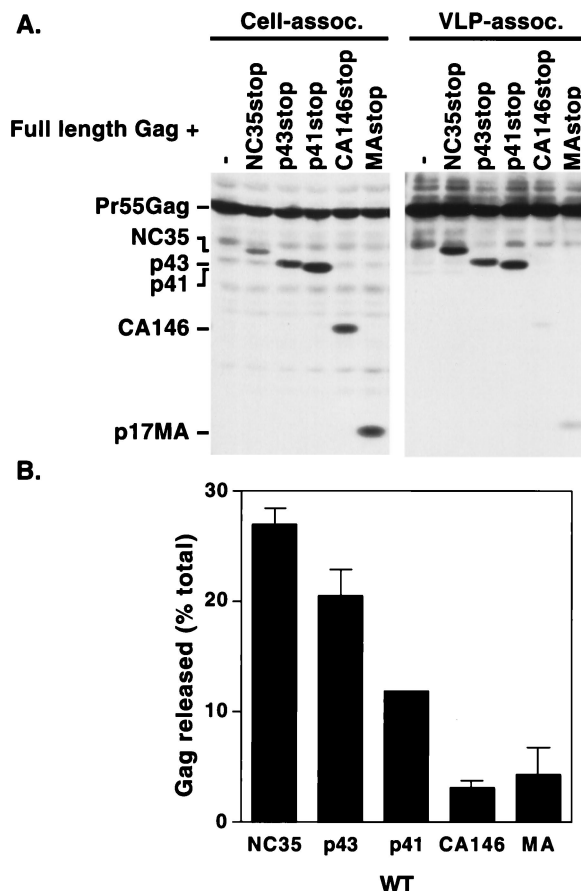 A.
Cell-assoc. VLP-assoc.
Full length Gag + - NC35stop p43stop p41stop CA146stop MAstop - NC35stop p43stop p41stop CA146stop MAstop
Pr55Gag
NC35
p43
p41
CA146
p17MA
B.
Gag released (% total)
30
20
10
0
NC35 p43 p41 CA146 MA
WT